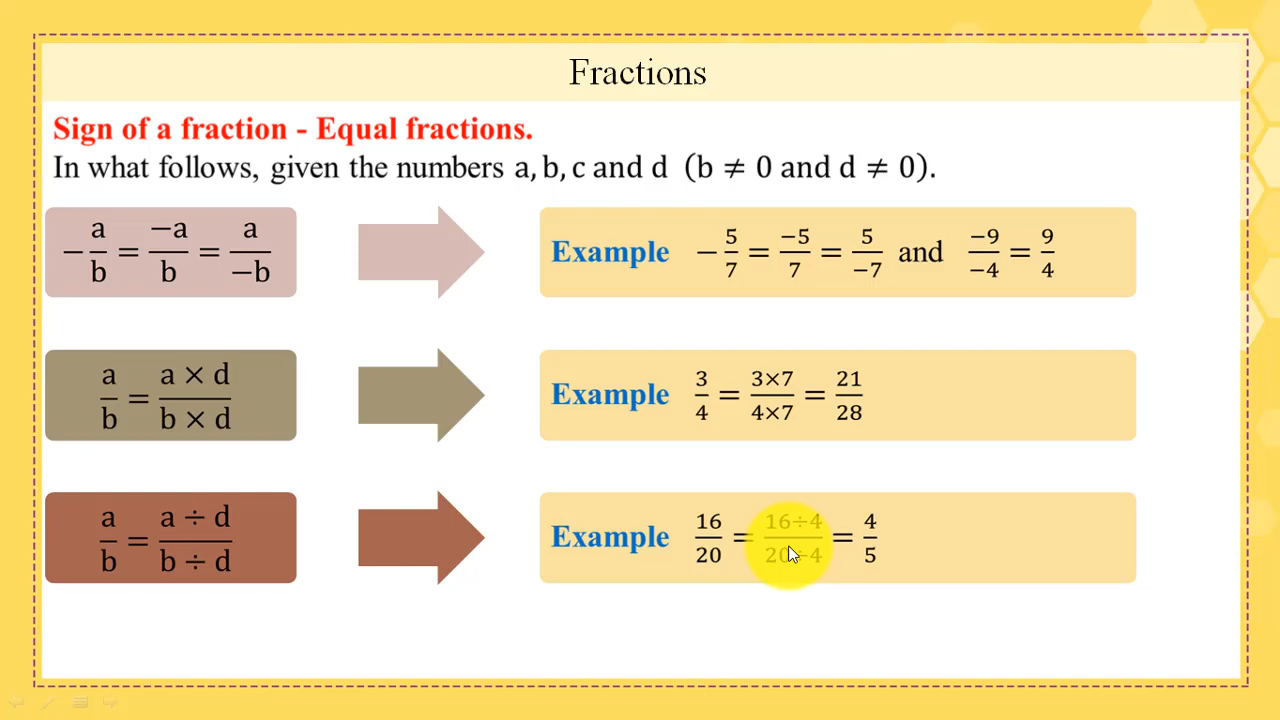 Fractions
Sign of a fraction - Equal fractions.
In what follows, given the numbers a, b, c and d (b ≠ 0 and d ≠ 0).
−a/b = −a/b = a/−b
Example −5/7 = −5/7 = 5/−7 and −9/−4 = 9/4
a/b = a × d/b × d
Example 3/4 = 3×7/4×7 = 21/28
a/b = a ÷ d/b ÷ d
Example 16/20 = 16÷4/20÷4 = 4/5